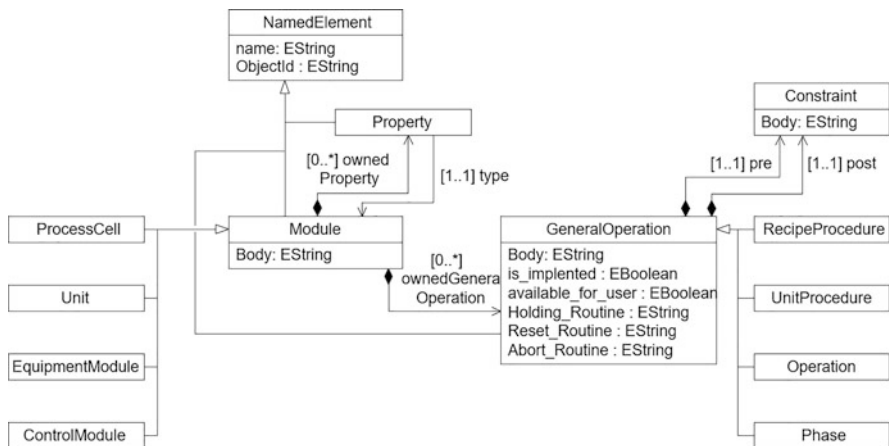 NamedElement
name: EString
ObjectId : EString
Property
[0..*] owned
Property
[1..1] type
Constraint
Body: EString
[1..1] pre
[1..1] post
ProcessCell
Unit
EquipmentModule
ControlModule
Module
Body: EString
[0..*]
ownedGenera
Operation
GeneralOperation
Body: EString
is_implented : EBoolean
available_for_user : EBoolean
Holding_Routine : EString
Reset_Routine : EString
Abort_Routine : EString
RecipeProcedure
UnitProcedure
Operation
Phase